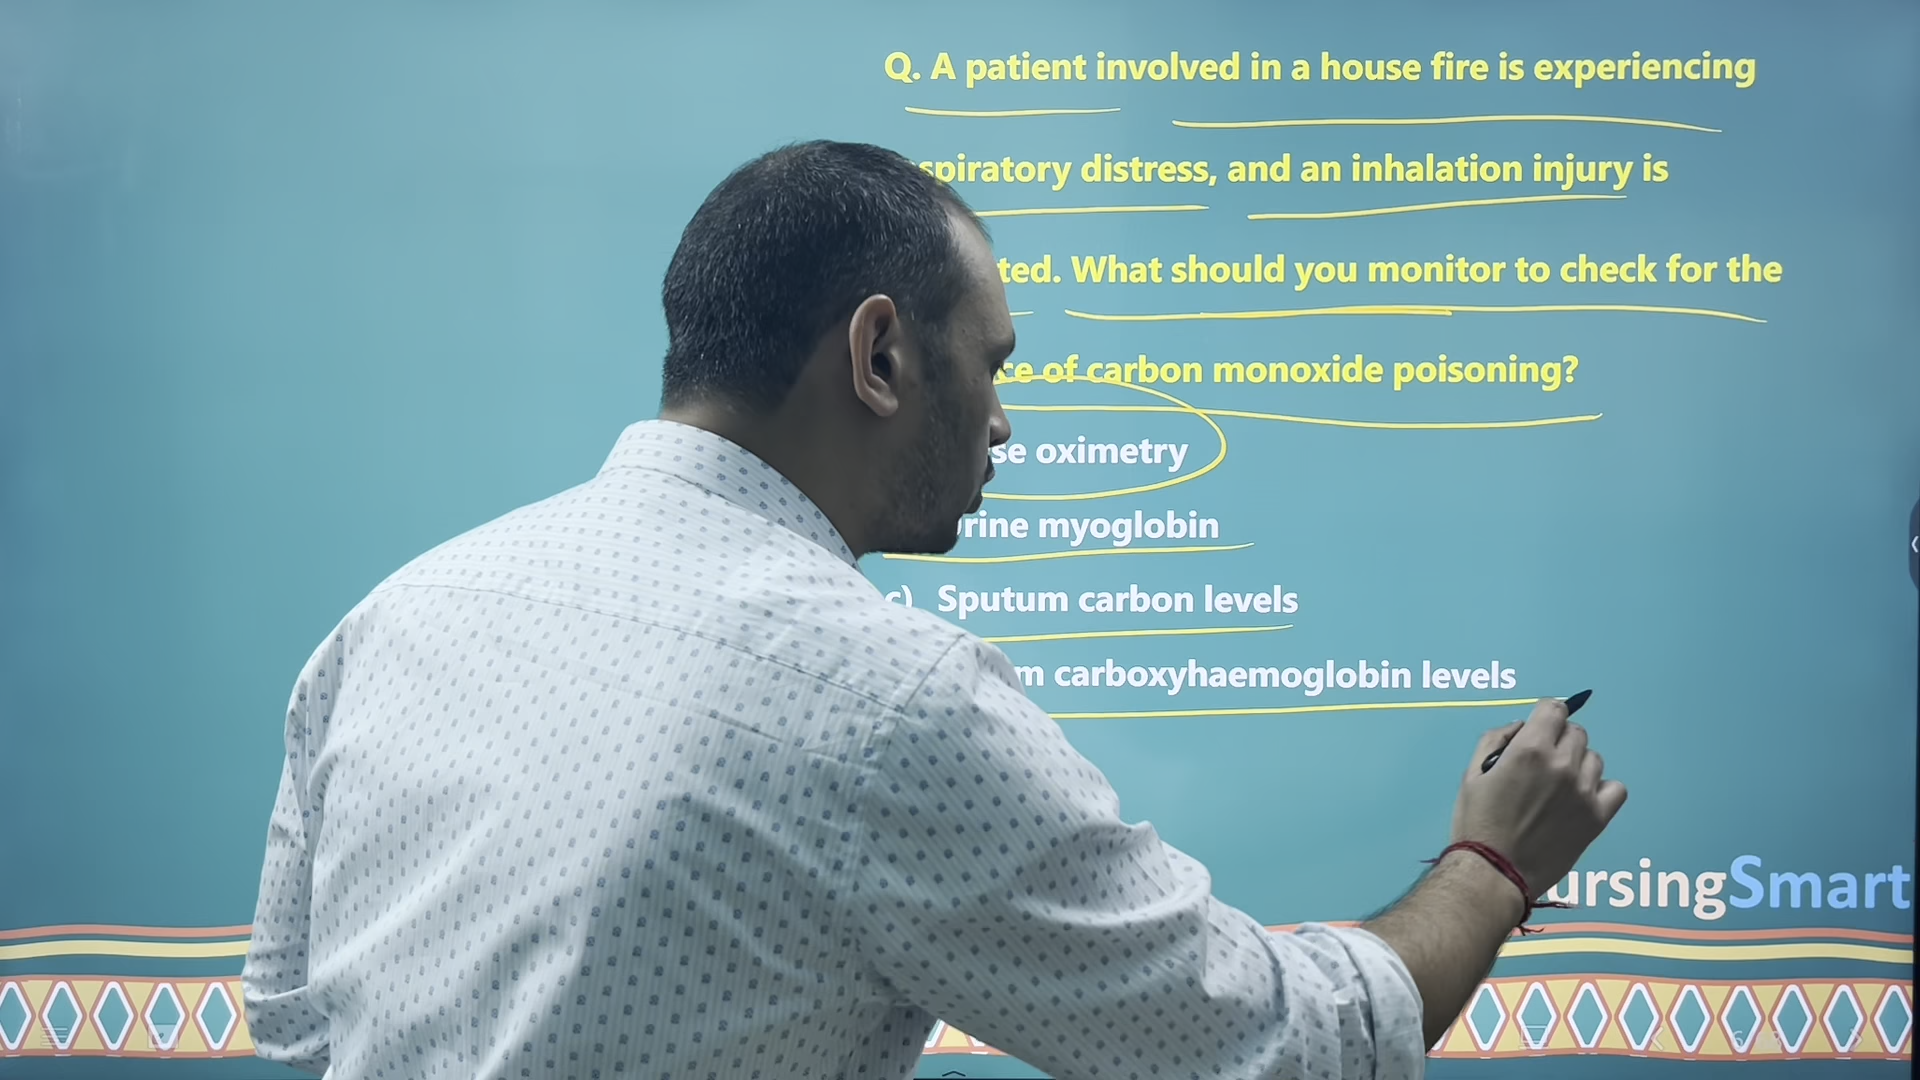 Q. A patient involved in a house fire is experiencing
spiratory distress, and an inhalation injury is
ted. What should you monitor to check for the
ce of carbon monoxide poisoning?
se oximetry
rine myoglobin
c) Sputum carbon levels
m carboxyhaemoglobin levels
ursingSmart